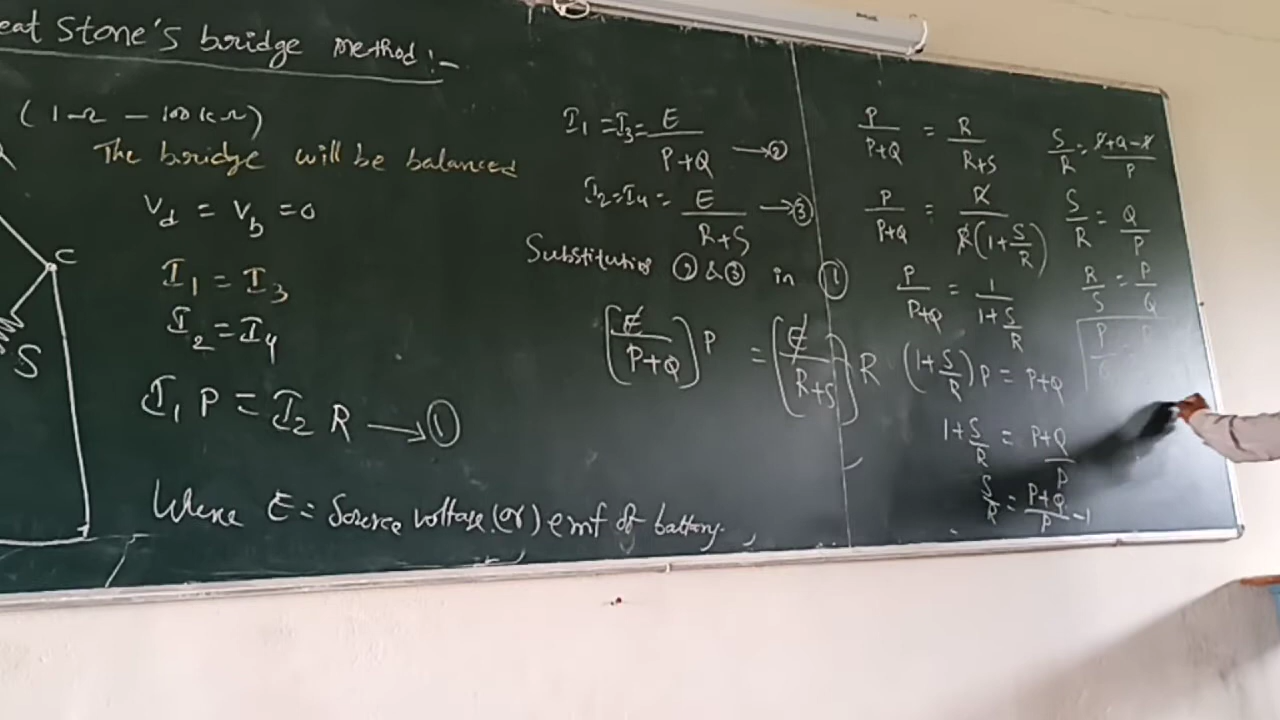 eat Stone's bridge method:-
(1Ω - 100kΩ)
The bridge will be balanced
V_d = V_b = 0
I_1 = I_3
I_2 = I_4
I_1 P = I_2 R → ①
Where E = Source voltage (or) emf of battery.
C
S
I_1 = I_3 = E/(P+Q) → ②
I_2 = I_4 = E/(R+S) → ③
Substituting ② & ③ in ①
(E/(P+Q)) P = (E/(R+S)) R
P/(P+Q) = R/(R+S)
P/(P+Q) = R/(R(1+S/R))
P/(P+Q) = 1/(1+S/R)
(1+S/R) P = P+Q
1+S/R = (P+Q)/P
S/R = (P+Q)/P -1
S/R = (P+Q-P)/P
S/R = Q/P
R/S = P/Q